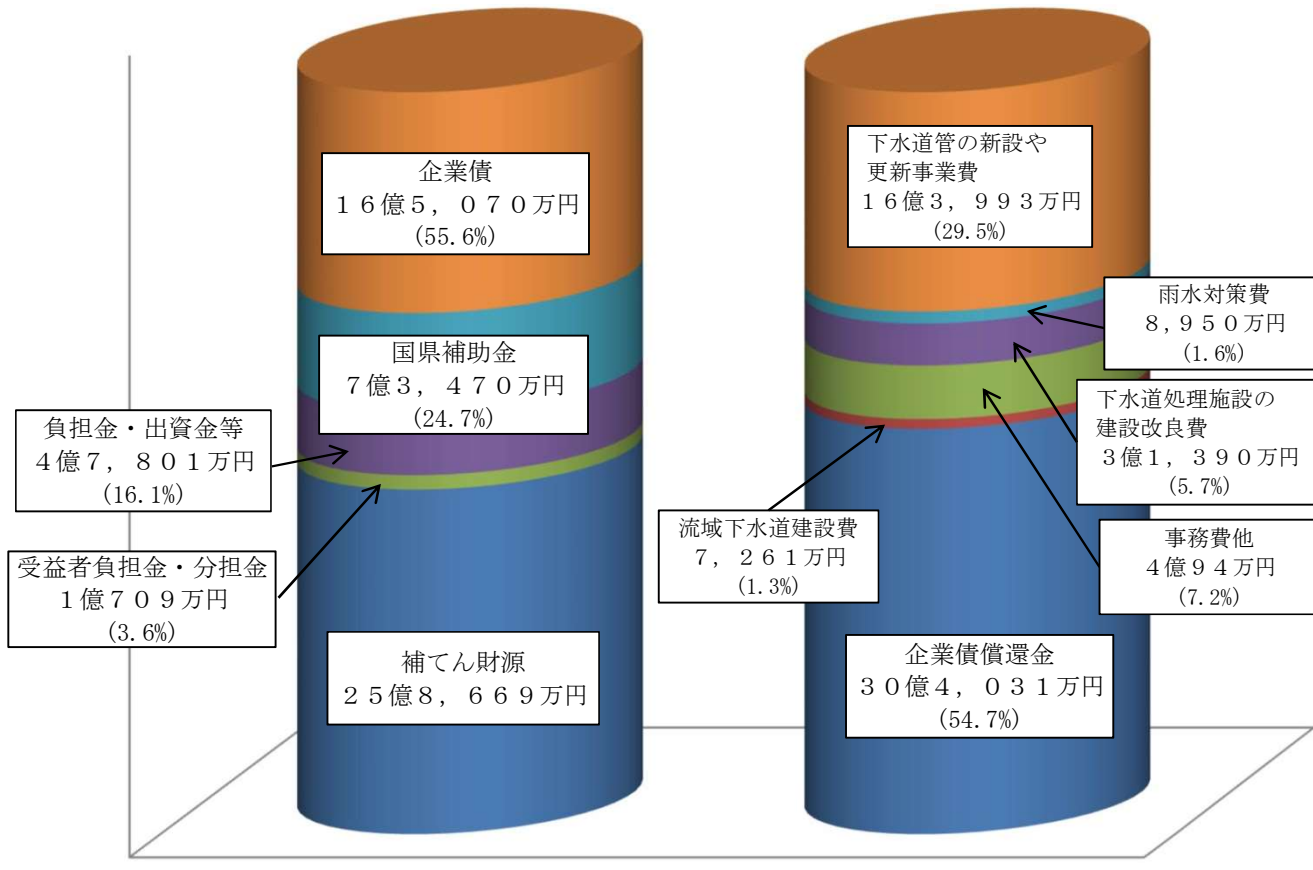 企業債
１６億５，０７０万円
(55.6%)
国県補助金
７億３，４７０万円
(24.7%)
負担金・出資金等
４億７，８０１万円
(16.1%)
受益者負担金・分担金
１億７０９万円
(3.6%)
補てん財源
２５億８，６６９万円
下水道管の新設や
更新事業費
１６億３，９９３万円
(29.5%)
雨水対策費
８，９５０万円
(1.6%)
下水道処理施設の
建設改良費
３億１，３９０万円
(5.7%)
事務費他
４億９４万円
(7.2%)
流域下水道建設費
７，２６１万円
(1.3%)
企業債償還金
３０億４，０３１万円
(54.7%)